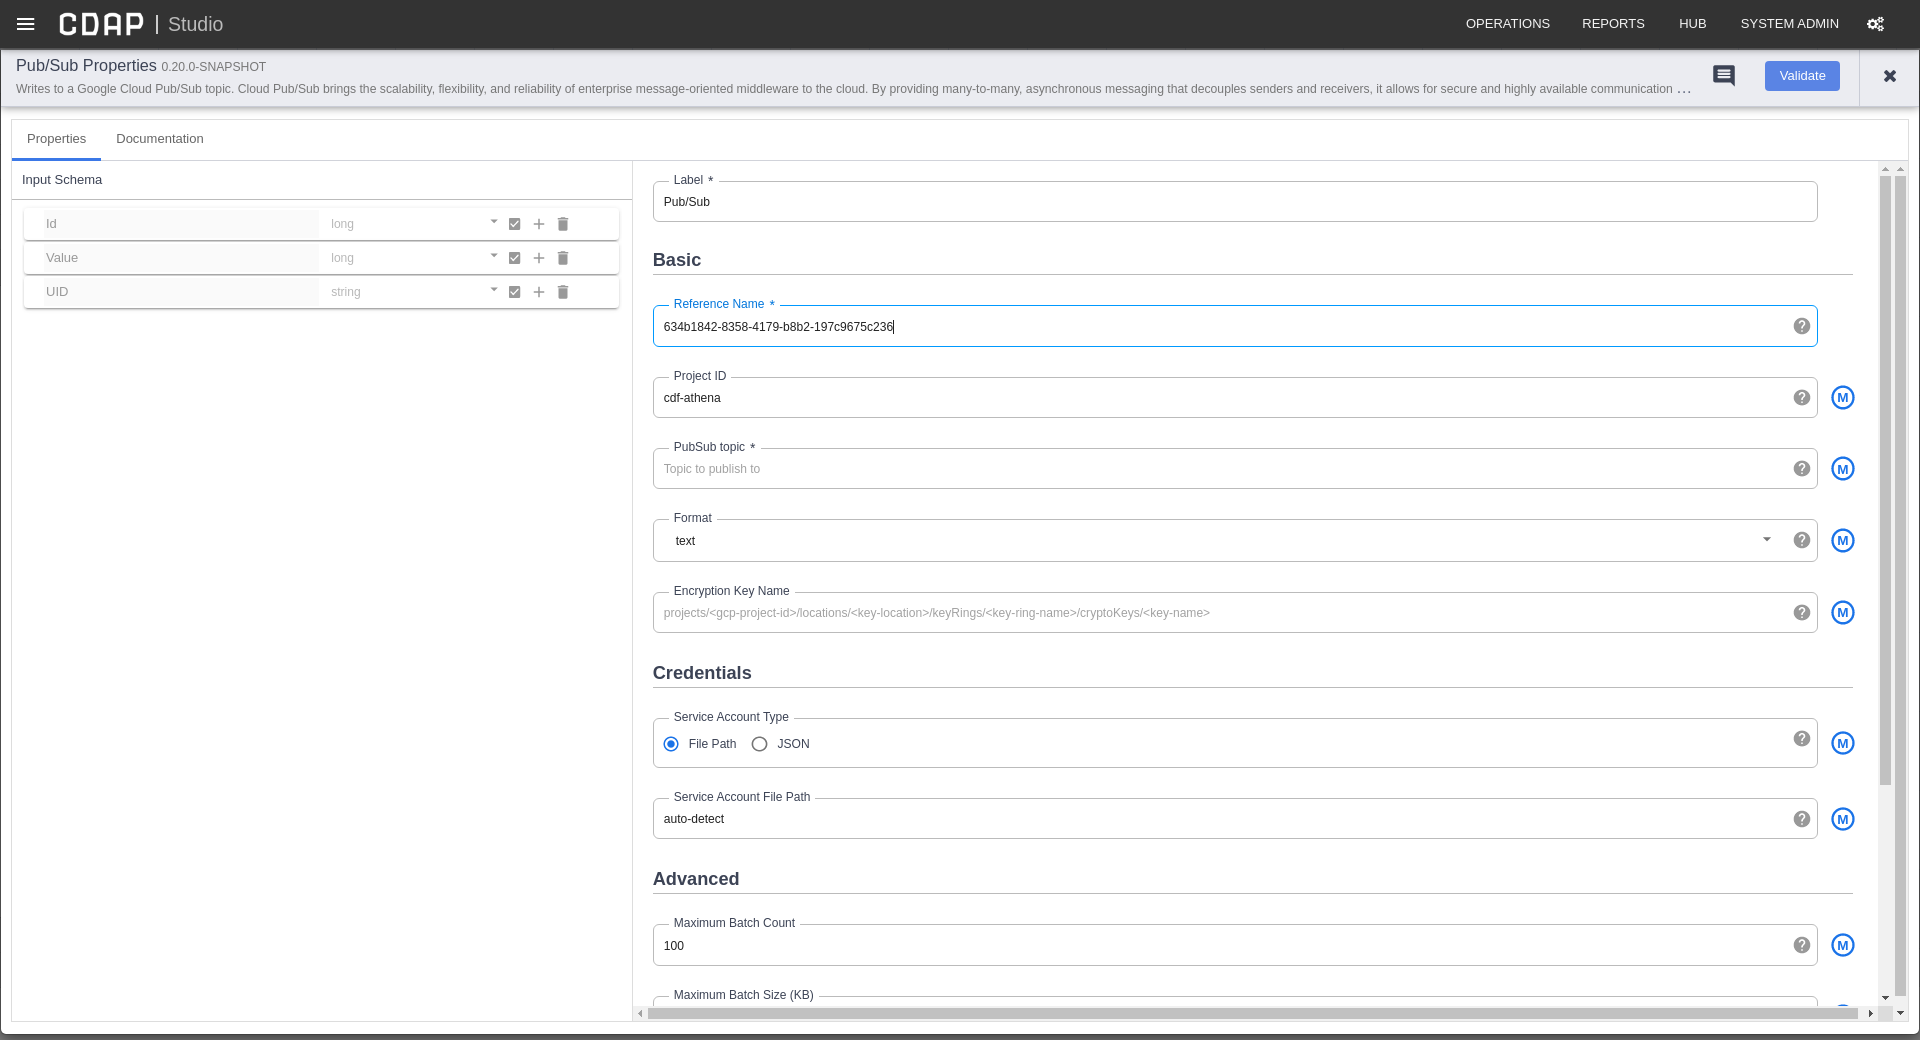 CDAP | Studio
OPERATIONS REPORTS HUB SYSTEM ADMIN
Pub/Sub Properties 0.20.0-SNAPSHOT
Writes to a Google Cloud Pub/Sub topic. Cloud Pub/Sub brings the scalability, flexibility, and reliability of enterprise message-oriented middleware to the cloud. By providing many-to-many, asynchronous messaging that decouples senders and receivers, it allows for secure and highly available communication ...
Validate
Properties Documentation
Input Schema
Id long
Value long
UID string
Label *
Pub/Sub
Basic
Reference Name *
634b1842-8358-4179-b8b2-197c9675c236
Project ID
cdf-athena
M
PubSub topic *
Topic to publish to
M
Format
text
M
Encryption Key Name
projects/<gcp-project-id>/locations/<key-location>/keyRings/<key-ring-name>/cryptoKeys/<key-name>
M
Credentials
Service Account Type
File Path JSON
M
Service Account File Path
auto-detect
M
Advanced
Maximum Batch Count
100
M
Maximum Batch Size (KB)